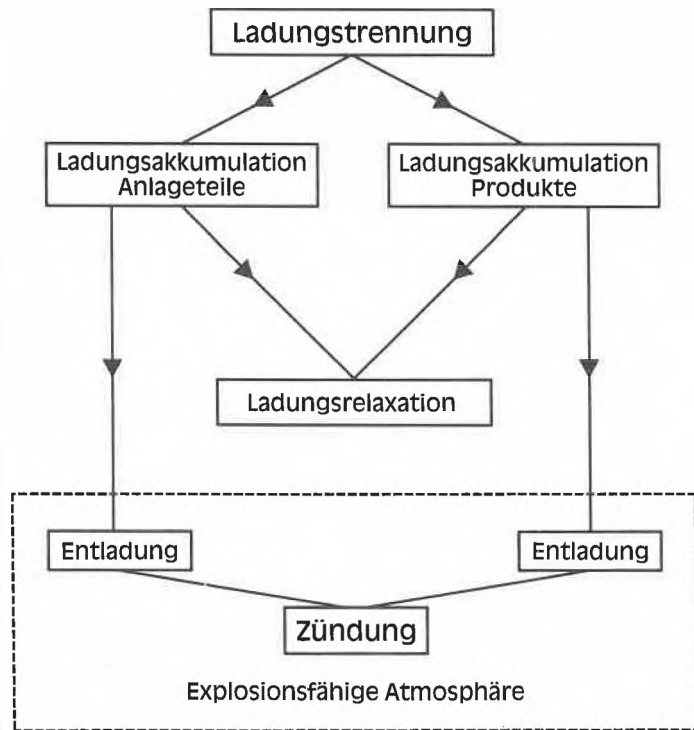 Ladungstrennung
Ladungsakkumulation
Anlageteile
Ladungsakkumulation
Produkte
Ladungsrelaxation
Entladung
Entladung
Zündung
Explosionsfähige Atmosphäre